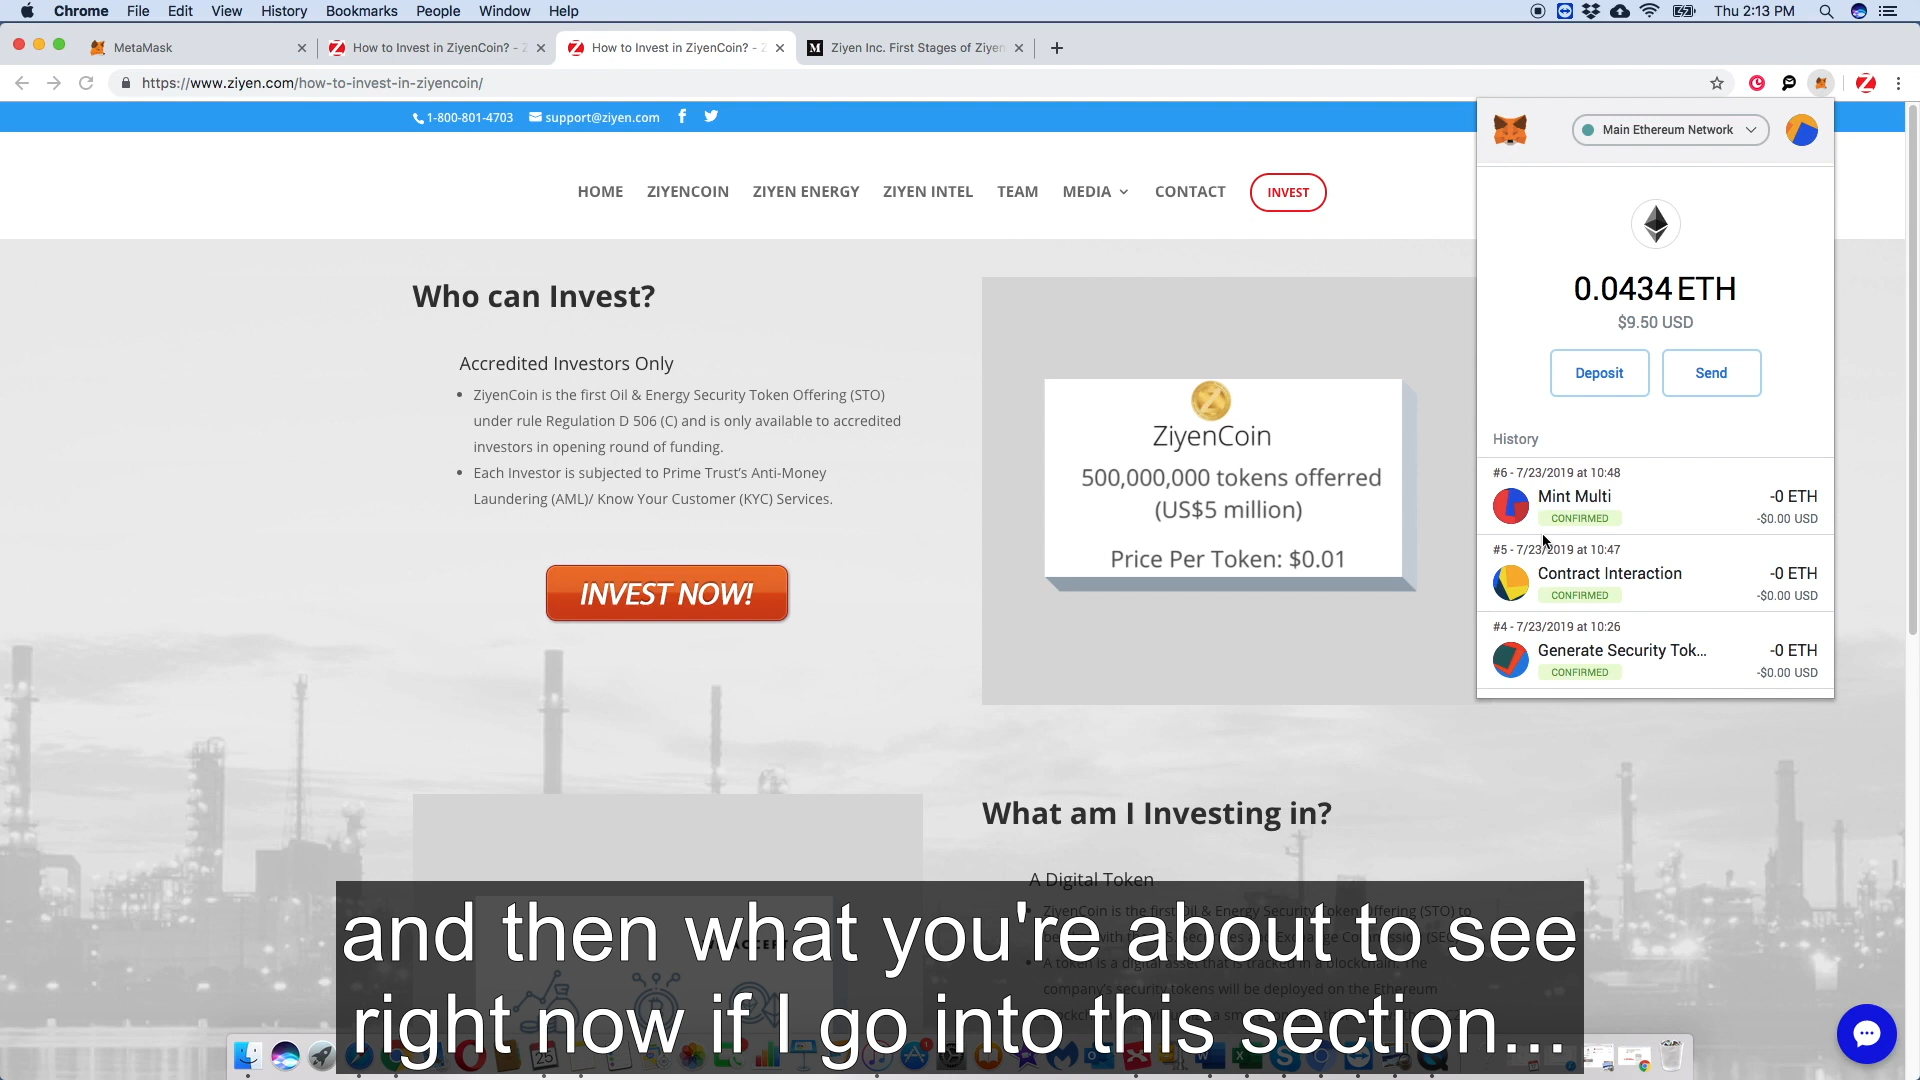 Chrome File Edit View History Bookmarks People Window Help
Thu 2:13 PM
MetaMask
How to Invest in ZiyenCoin? - Z
How to Invest in ZiyenCoin? - Z
Ziyen Inc. First Stages of Ziyen
https://www.ziyen.com/how-to-invest-in-ziyencoin/
1-800-801-4703 support@ziyen.com
HOME ZIYENCOIN ZIYEN ENERGY ZIYEN INTEL TEAM MEDIA CONTACT INVEST
Who can Invest?
Accredited Investors Only
• ZiyenCoin is the first Oil & Energy Security Token Offering (STO)
under rule Regulation D 506 (C) and is only available to accredited
investors in opening round of funding.
• Each Investor is subjected to Prime Trust's Anti-Money
Laundering (AML)/ Know Your Customer (KYC) Services.
INVEST NOW!
ZiyenCoin
500,000,000 tokens offerred
(US$5 million)
Price Per Token: $0.01
Main Ethereum Network
0.0434 ETH
$9.50 USD
Deposit Send
History
#6 - 7/23/2019 at 10:48
Mint Multi -0 ETH
CONFIRMED -$0.00 USD
#5 - 7/23/2019 at 10:47
Contract Interaction -0 ETH
CONFIRMED -$0.00 USD
#4 - 7/23/2019 at 10:26
Generate Security Tok... -0 ETH
CONFIRMED -$0.00 USD
What am I Investing in?
A Digital Token
and then what you're about to see
right now if I go into this section...